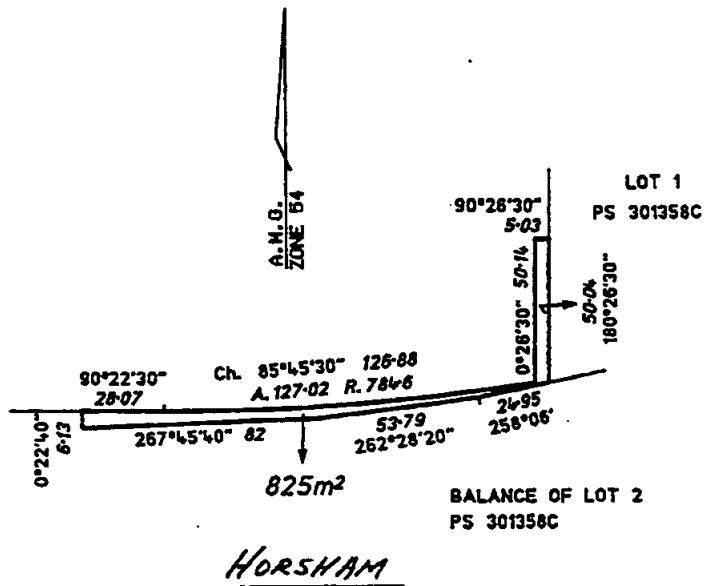 A.M.G.
ZONE 54
LOT 1
PS 301358C
90°26'30"
5·03
0°26'30" 50·14
50·04
180°26'30"
90°22'30"
28·07
Ch. 85°45'30" 126·88
A. 127·02 R. 784·6
0°22'40"
6·13
267°45'40" 82
53·79
262°28'20"
24·95
258°06'
825m²
BALANCE OF LOT 2
PS 301358C
HORSHAM